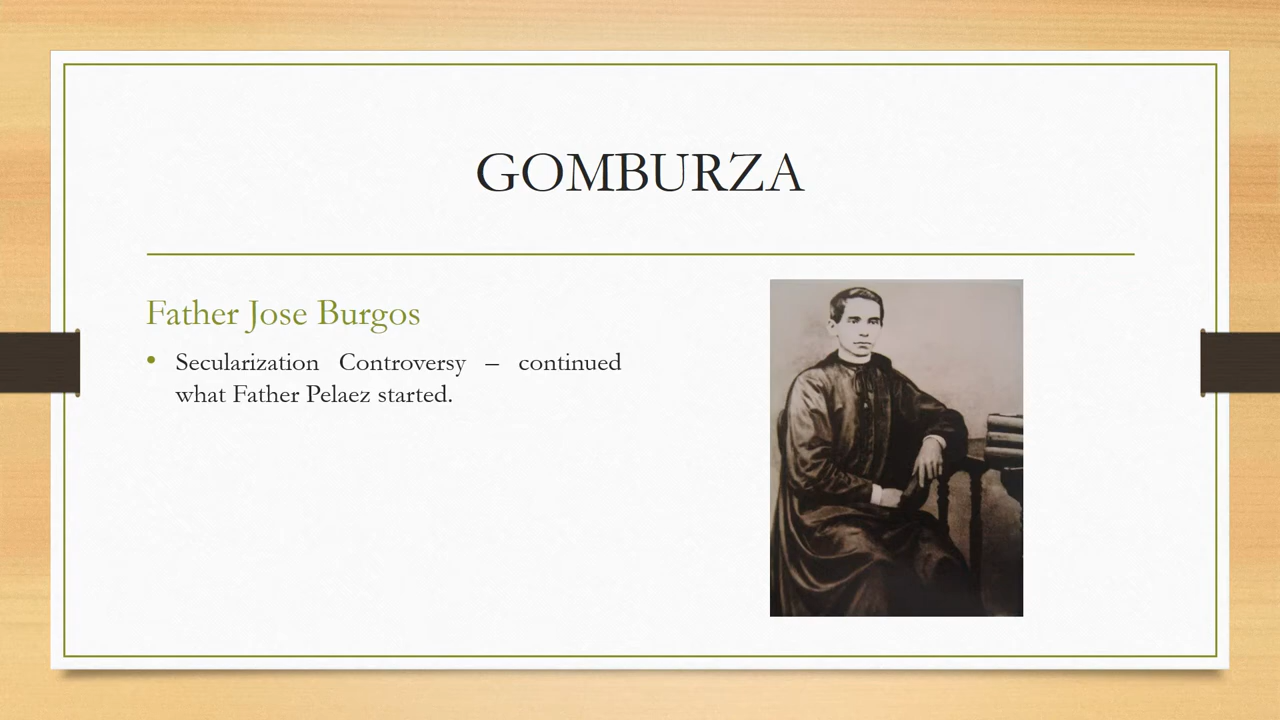 GOMBURZA
Father Jose Burgos
• Secularization Controversy – continued
what Father Pelaez started.